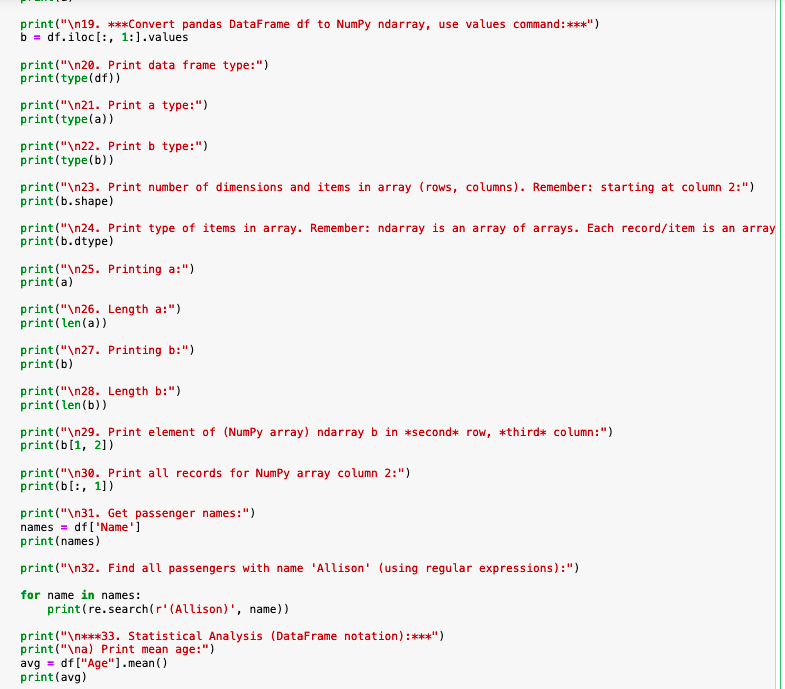 print("\n19. ***Convert pandas DataFrame df to NumPy ndarray, use values command:***")
b = df.iloc[:, 1:].values
print("\n20. Print data frame type:")
print(type(df))
print("\n21. Print a type:")
print(type(a))
print("\n22. Print b type:")
print(type(b))
print("\n23. Print number of dimensions and items in array (rows, columns). Remember: starting at column 2:")
print(b.shape)
print("\n24. Print type of items in array. Remember: ndarray is an array of arrays. Each record/item is an array
print(b.dtype)
print("\n25. Printing a:")
print(a)
print("\n26. Length a:")
print(len(a))
print("\n27. Printing b:")
print(b)
print("\n28. Length b:")
print(len(b))
print("\n29. Print element of (NumPy array) ndarray b in *second* row, *third* column:")
print(b[1, 2])
print("\n30. Print all records for NumPy array column 2:")
print(b[:, 1])
print("\n31. Get passenger names:")
names = df['Name']
print(names)
print("\n32. Find all passengers with name 'Allison' (using regular expressions):")
for name in names:
    print(re.search(r'(Allison)', name))
print("\n***33. Statistical Analysis (DataFrame notation):***")
print("\na) Print mean age:")
avg = df["Age"].mean()
print(avg)